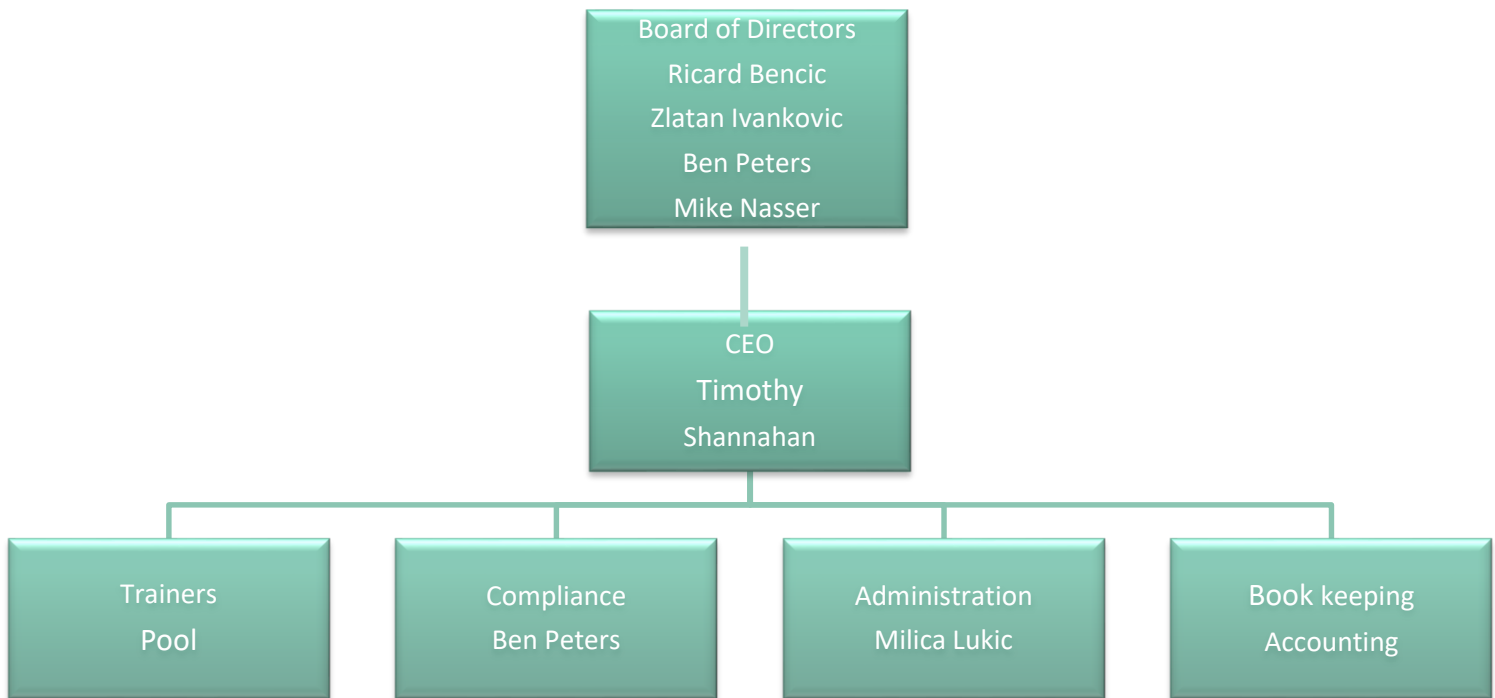 Board of Directors
Ricard Bencic
Zlatan Ivankovic
Ben Peters
Mike Nasser
CEO
Timothy
Shannahan
Trainers
Pool
Compliance
Ben Peters
Administration
Milica Lukic
Book keeping
Accounting